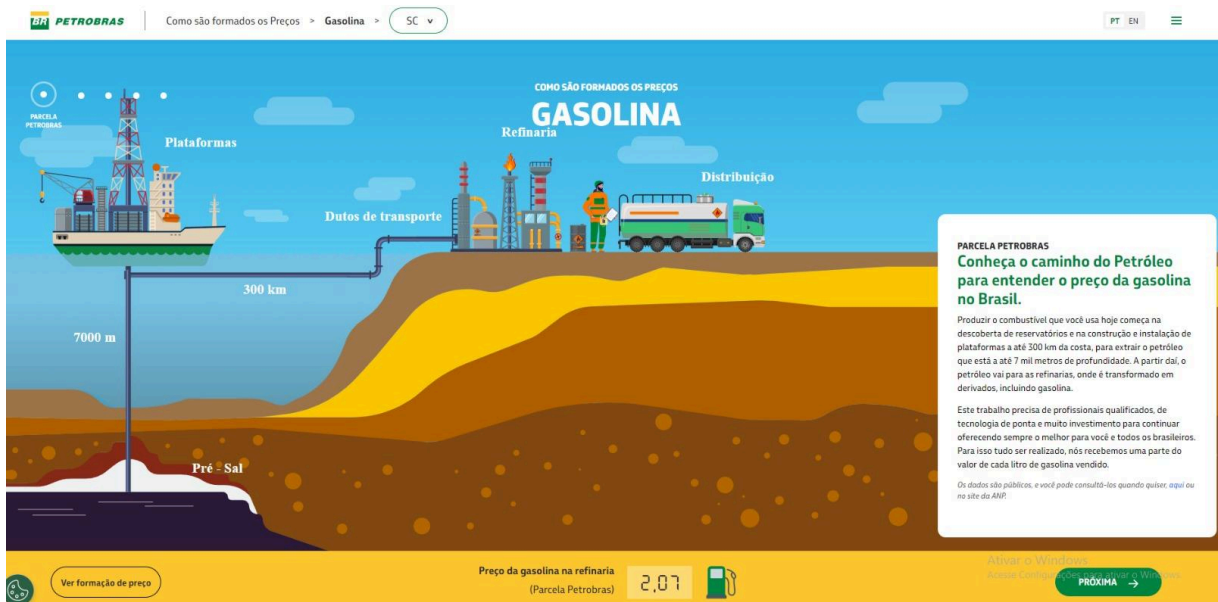 BR PETROBRAS
Como são formados os Preços > Gasolina > SC
PT EN
PARCELA
PETROBRAS
COMO SÃO FORMADOS OS PREÇOS
GASOLINA
Refinaria
Plataformas
Distribuição
Dutos de transporte
300 km
7000 m
Pré - Sal
PARCELA PETROBRAS
Conheça o caminho do Petróleo
para entender o preço da gasolina
no Brasil.
Produzir o combustível que você usa hoje começa na
descoberta de reservatórios e na construção e instalação de
plataformas a até 300 km da costa, para extrair o petróleo
que está a até 7 mil metros de profundidade. A partir daí, o
petróleo vai para as refinarias, onde é transformado em
derivados, incluindo gasolina.
Este trabalho precisa de profissionais qualificados, de
tecnologia de ponta e muito investimento para continuar
oferecendo sempre o melhor para você e todos os brasileiros.
Para isso tudo ser realizado, nós recebemos uma parte do
valor de cada litro de gasolina vendido.
Os dados são públicos, e você pode consultá-los quando quiser, aqui ou
no site da ANP.
Ver formação de preço
Preço da gasolina na refinaria
(Parcela Petrobras)
2,07
Ativar o Windows
Acesse Configurações para ativar o Windows
PRÓXIMA →